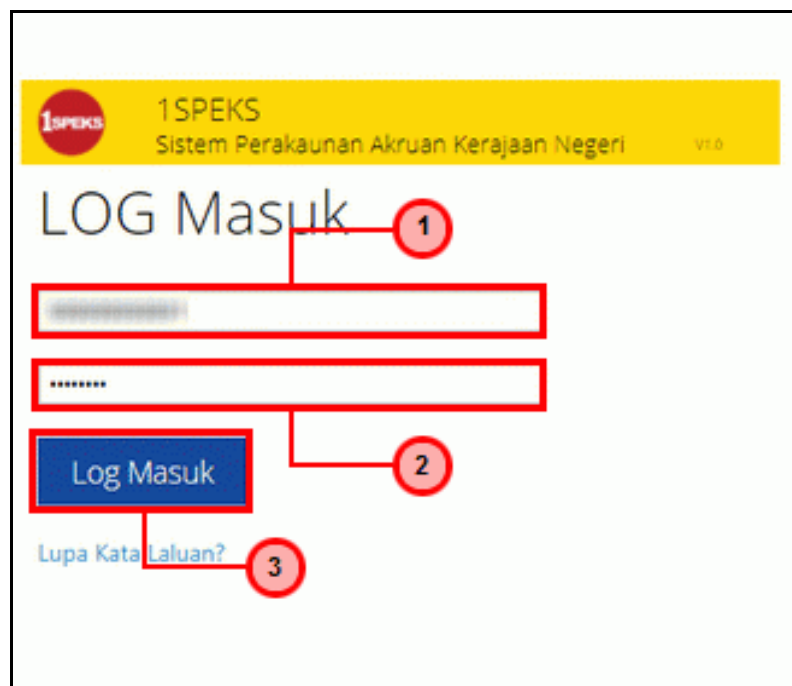 1SPEKS
1SPEKS
Sistem Perakaunan Akruan Kerajaan Negeri V1.0
LOG Masuk
1
2
Log Masuk
Lupa Kata Laluan?
3